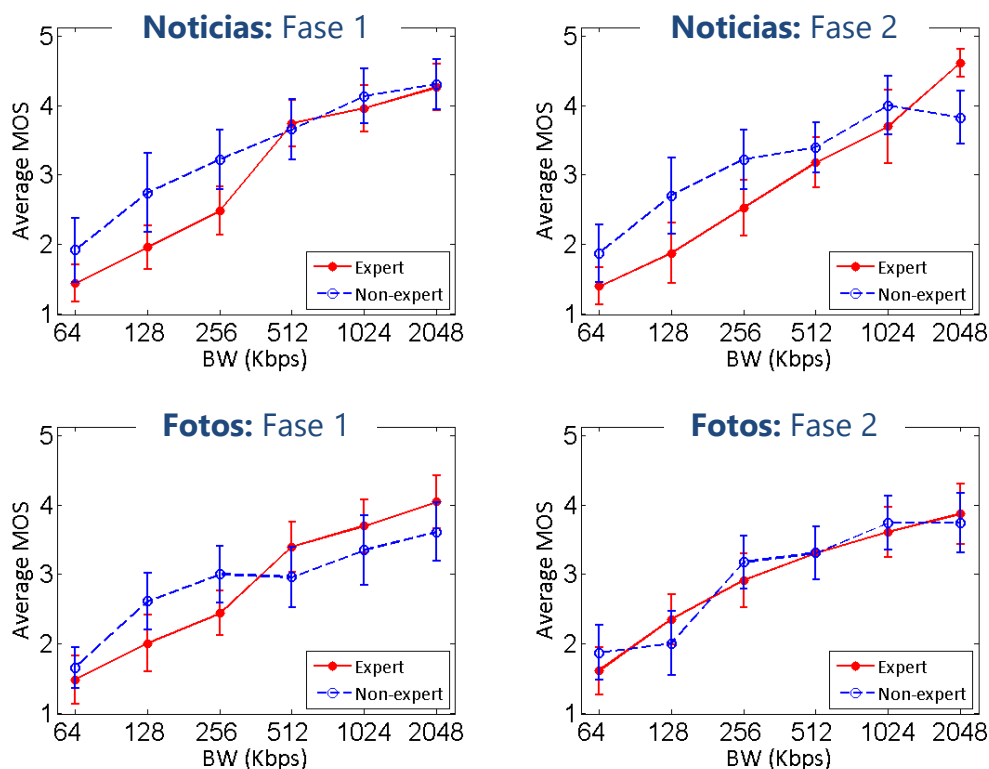 Noticias: Fase 1
5
4
3
2
1
Average MOS
64 128 256 512 1024 2048
BW (Kbps)
Expert
Non-expert
Noticias: Fase 2
5
4
3
2
1
Average MOS
64 128 256 512 1024 2048
BW (Kbps)
Expert
Non-expert
Fotos: Fase 1
5
4
3
2
1
Average MOS
64 128 256 512 1024 2048
BW (Kbps)
Expert
Non-expert
Fotos: Fase 2
5
4
3
2
1
Average MOS
64 128 256 512 1024 2048
BW (Kbps)
Expert
Non-expert